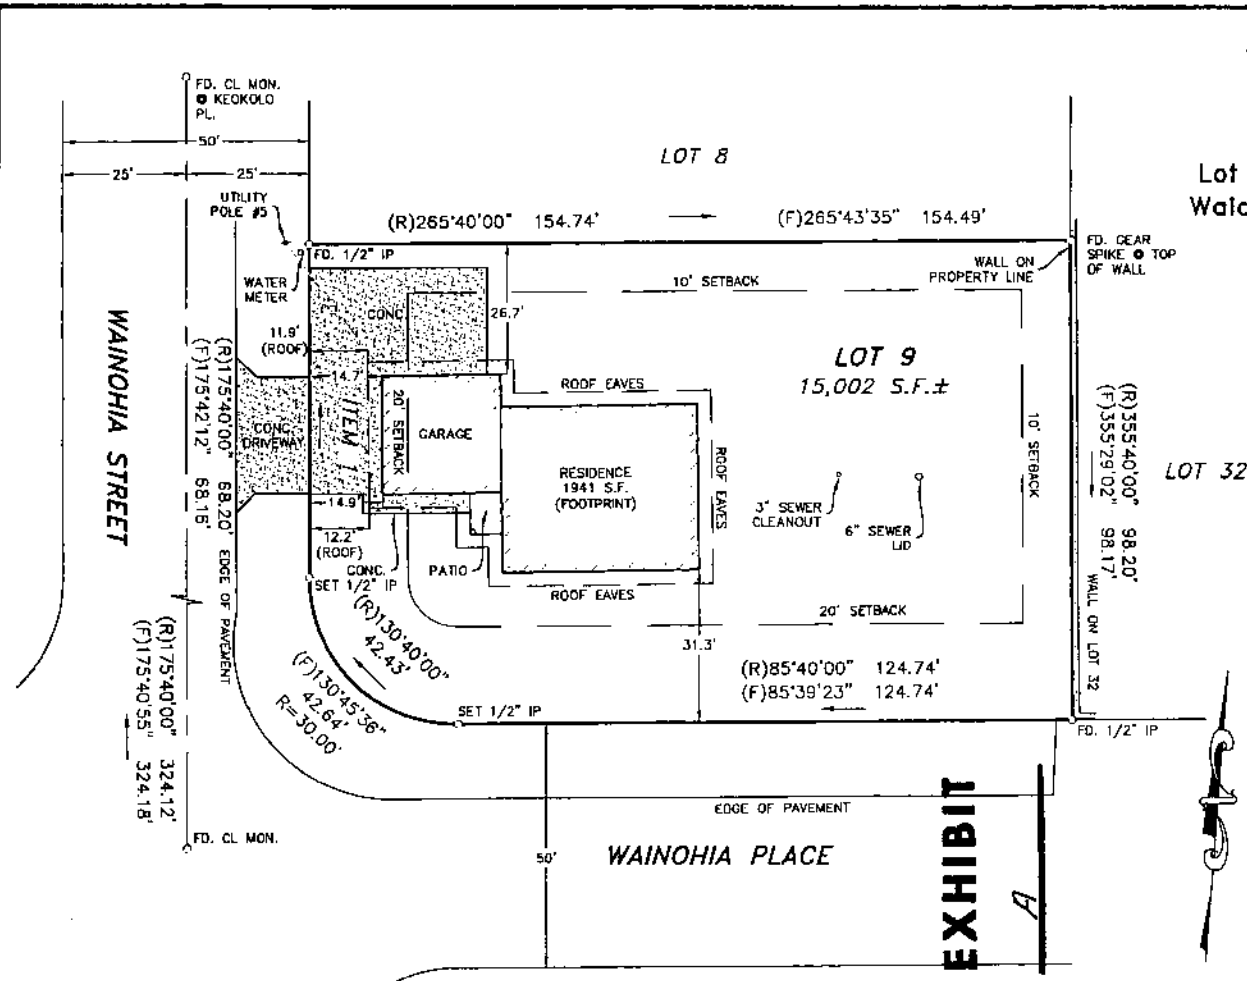 FD. CL MON.
@ KEOKOLO
PL.
50'
25'
25'
UTILITY
POLE #5
LOT 8
Lot
(R)265°40'00" 154.74'
(F)265°43'35" 154.49'
FD. 1/2" IP
WATER
METER
WALL ON
PROPERTY LINE
FD. GEAR
SPIKE @ TOP
OF WALL
10' SETBACK
CONC.
26.7'
11.9'
(ROOF)
LOT 9
15,002 S.F.±
WAINOHIA STREET
(R)175°40'00" 68.20'
(F)175°42'12" 68.16'
14.7'
ITEM 1
20' SETBACK
ROOF EAVES
GARAGE
CONC.
DRIVEWAY
RESIDENCE
1941 S.F.
(FOOTPRINT)
ROOF EAVES
10' SETBACK
(R)355°40'00" 98.20'
(F)355°29'02" 98.17'
LOT 32
14.9'
3" SEWER
CLEANOUT
6" SEWER
LID
12.2'
(ROOF)
CONC.
PATIO
SET 1/2" IP
ROOF EAVES
20' SETBACK
EDGE OF PAVEMENT
WALL ON LOT 32
(R)130°40'00"
42.43'
(F)130°45'36"
42.64'
R=30.00'
31.3'
(R)85°40'00" 124.74'
(F)85°39'23" 124.74'
SET 1/2" IP
FD. 1/2" IP
(R)175°40'00" 324.12'
(F)175°40'55" 324.18'
FD. CL MON.
EDGE OF PAVEMENT
50'
WAINOHIA PLACE
EXHIBIT
A